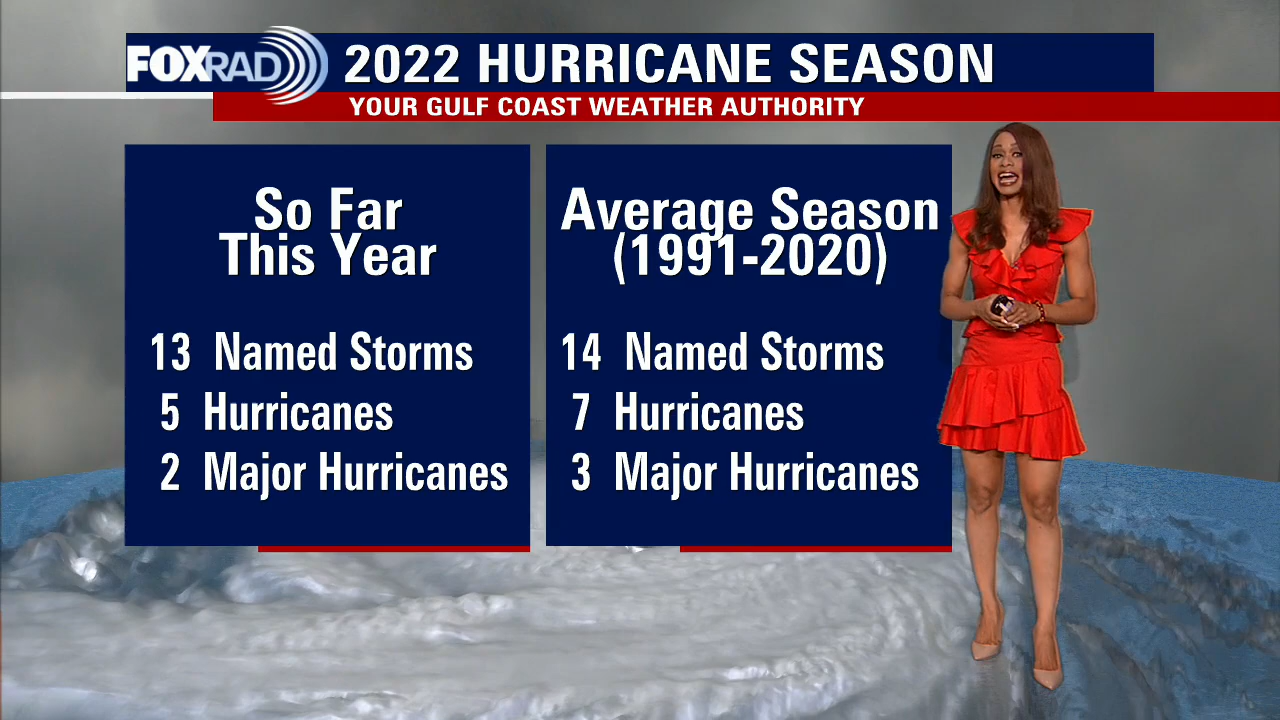 FOXRAD 2022 HURRICANE SEASON
YOUR GULF COAST WEATHER AUTHORITY
So Far
This Year
13 Named Storms
5 Hurricanes
2 Major Hurricanes
Average Season
(1991-2020)
14 Named Storms
7 Hurricanes
3 Major Hurricanes